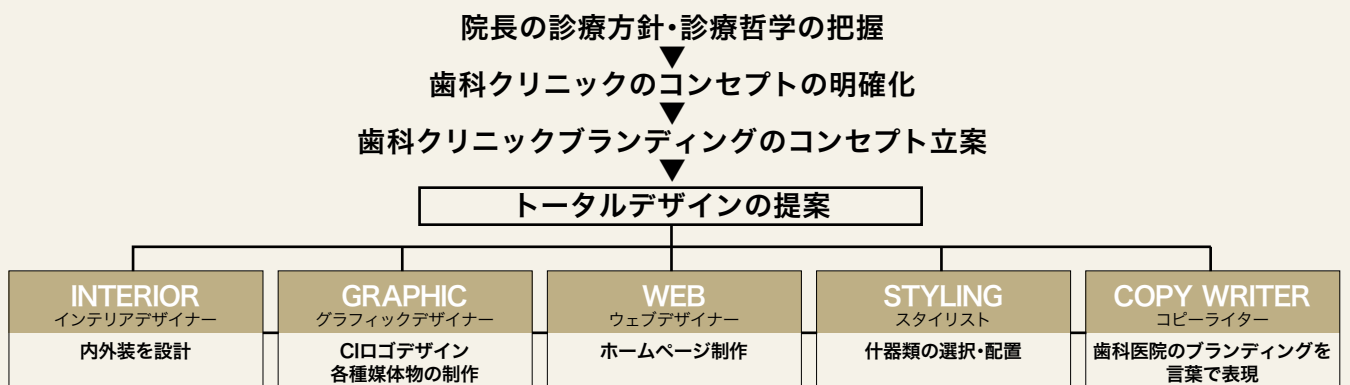 院長の診療方針・診療哲学の把握
▼
歯科クリニックのコンセプトの明確化
▼
歯科クリニックブランディングのコンセプト立案
▼
トータルデザインの提案
INTERIOR
インテリアデザイナー
内外装を設計
GRAPHIC
グラフィックデザイナー
CIロゴデザイン
各種媒体物の制作
WEB
ウェブデザイナー
ホームページ制作
STYLING
スタイリスト
什器類の選択・配置
COPY WRITER
コピーライター
歯科医院のブランディングを
言葉で表現